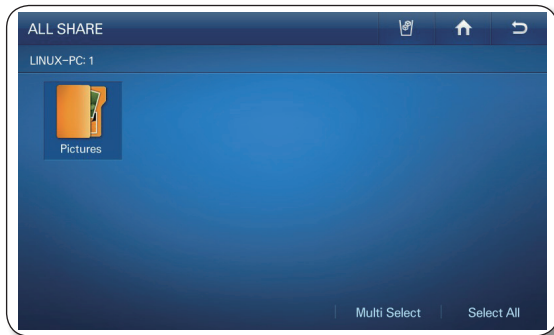 ALL SHARE
LINUX-PC: 1
Pictures
Multi Select
Select All